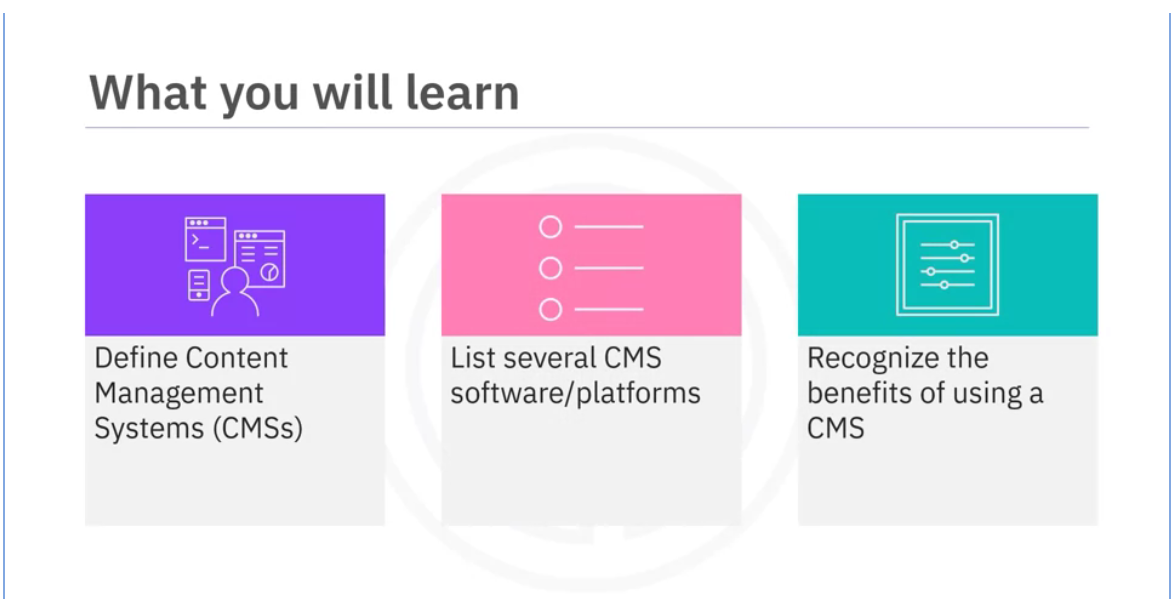 What you will learn
Define Content
Management
Systems (CMSs)
List several CMS
software/platforms
Recognize the
benefits of using a
CMS